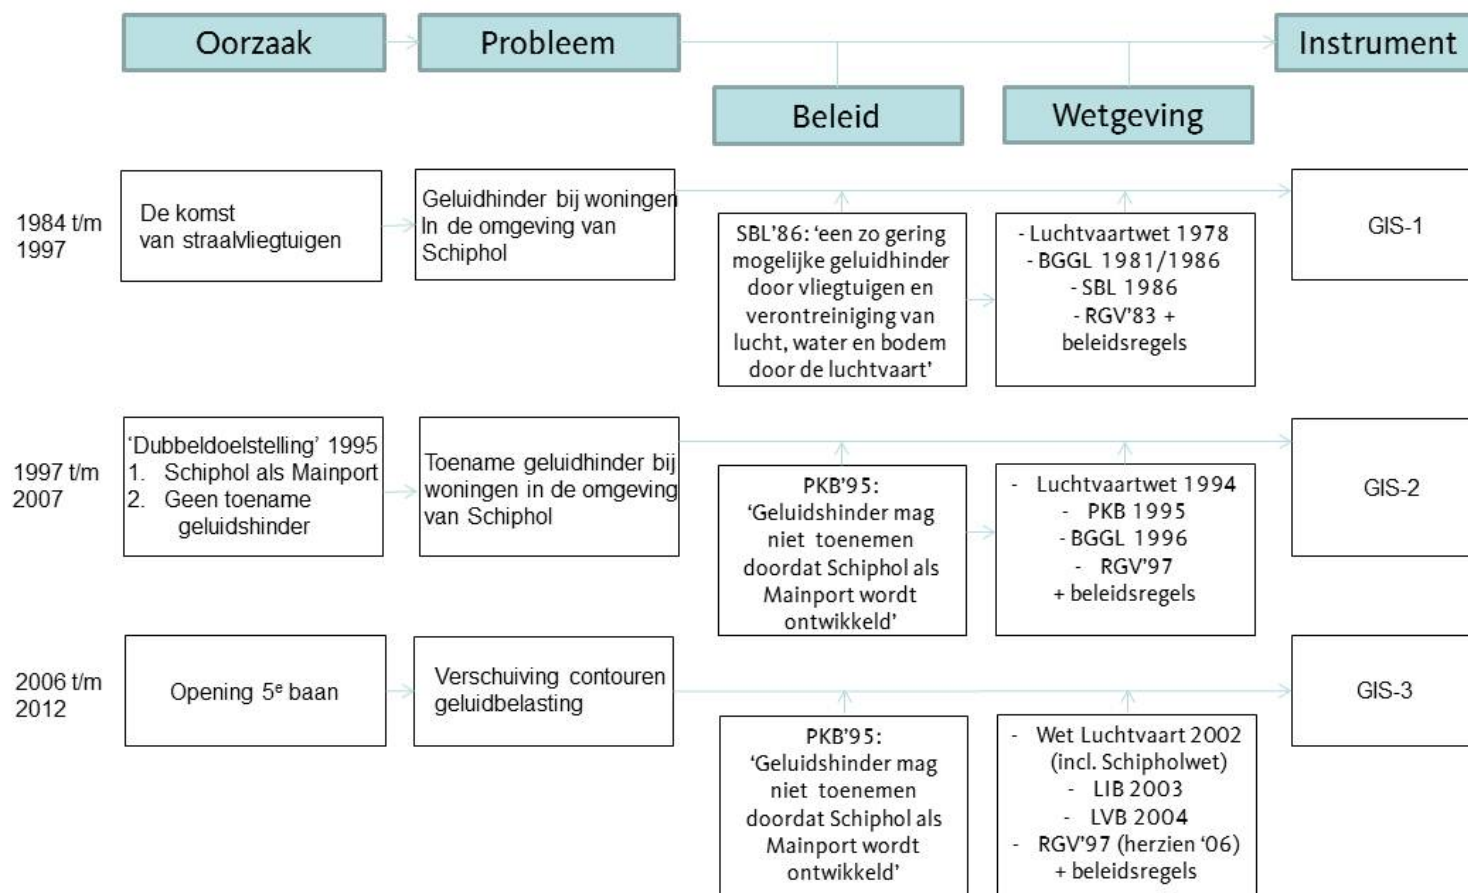 Oorzaak
Probleem
Instrument
Beleid
Wetgeving
1984 t/m
1997
De komst
van straalvliegtuigen
Geluidhinder bij woningen
In de omgeving van
Schiphol
SBL’86: ‘een zo gering
mogelijke geluidhinder
door vliegtuigen en
verontreiniging van
lucht, water en bodem
door de luchtvaart’
- Luchtvaartwet 1978
- BGGL 1981/1986
- SBL 1986
- RGV’83 +
beleidsregels
GIS-1
1997 t/m
2007
‘Dubbeldoelstelling’ 1995
1. Schiphol als Mainport
2. Geen toename
geluidshinder
Toename geluidhinder bij
woningen in de omgeving
van Schiphol
PKB’95:
‘Geluidshinder mag
niet toenemen
doordat Schiphol als
Mainport wordt
ontwikkeld’
- Luchtvaartwet 1994
- PKB 1995
- BGGL 1996
- RGV’97
+ beleidsregels
GIS-2
2006 t/m
2012
Opening 5e baan
Verschuiving contouren
geluidbelasting
PKB’95:
‘Geluidshinder mag
niet toenemen
doordat Schiphol als
Mainport wordt
ontwikkeld’
- Wet Luchtvaart 2002
(incl. Schipholwet)
- LIB 2003
- LVB 2004
- RGV’97 (herzien ‘06)
+ beleidsregels
GIS-3